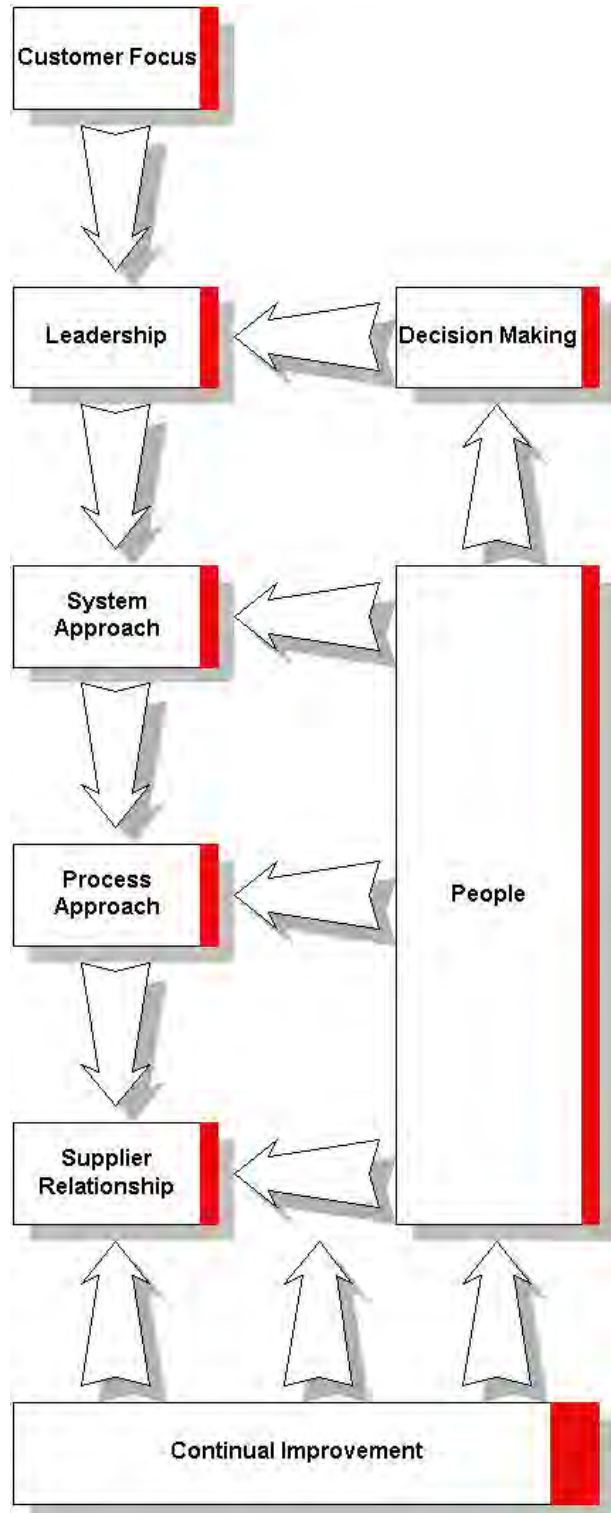 Customer Focus
Leadership
Decision Making
System
Approach
Process
Approach
People
Supplier
Relationship
Continual Improvement